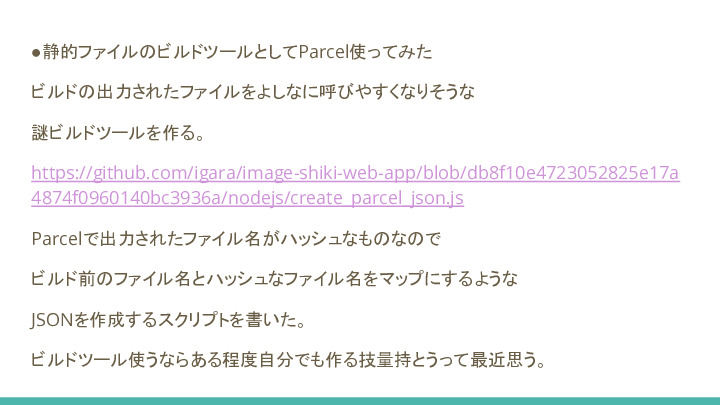 ●静的ファイルのビルドツールとしてParcel使ってみた
ビルドの出力されたファイルをよしなに呼びやすくなりそうな
謎ビルドツールを作る。
https://github.com/igara/image-shiki-web-app/blob/db8f10e4723052825e17a
4874f0960140bc3936a/nodejs/create_parcel_json.js
Parcelで出力されたファイル名がハッシュなものなので
ビルド前のファイル名とハッシュなファイル名をマップにするような
JSONを作成するスクリプトを書いた。
ビルドツール使うならある程度自分でも作る技量持とうって最近思う。